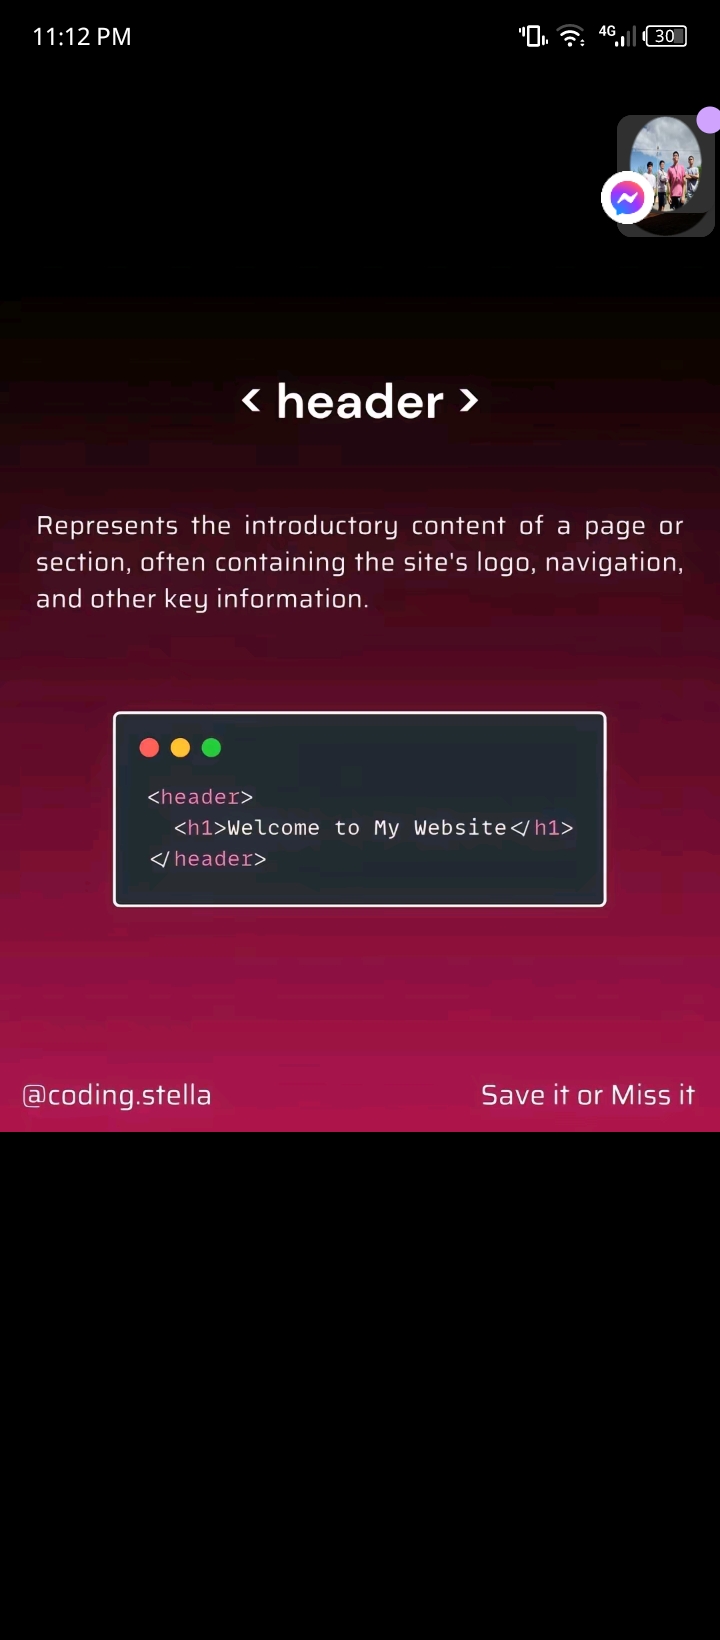 11:12 PM
4G
30
< header >
Represents the introductory content of a page or
section, often containing the site's logo, navigation,
and other key information.
<header>
<h1>Welcome to My Website</h1>
</header>
@coding.stella
Save it or Miss it